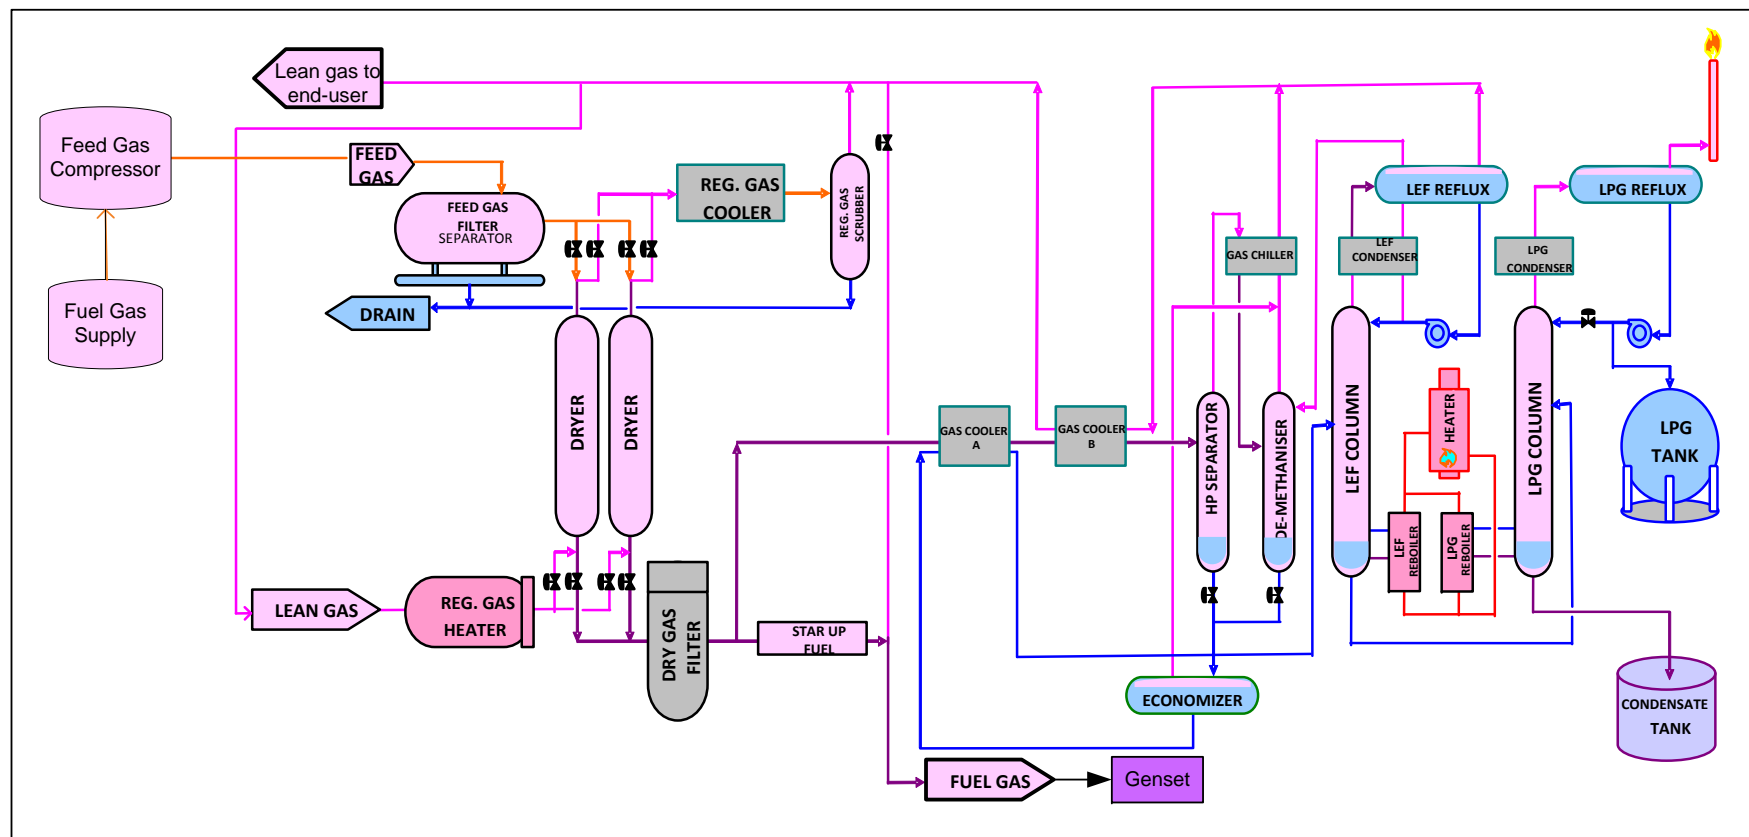 Lean gas to
end-user
Feed Gas
Compressor
FEED
GAS
FEED GAS
FILTER
SEPARATOR
REG. GAS
COOLER
REG. GAS
SCRUBBER
LEF REFLUX
LPG REFLUX
GAS CHILLER
LEF
CONDENSER
LPG
CONDENSER
Fuel Gas
Supply
DRAIN
DRYER
DRYER
GAS COOLER
A
GAS COOLER
B
HP SEPARATOR
DE-METHANISER
LEF COLUMN
HEATER
LPG COLUMN
LPG
TANK
LEF
REBOILER
LPG
REBOILER
LEAN GAS
REG. GAS
HEATER
DRY GAS
FILTER
STAR UP
FUEL
ECONOMIZER
CONDENSATE
TANK
FUEL GAS
Genset